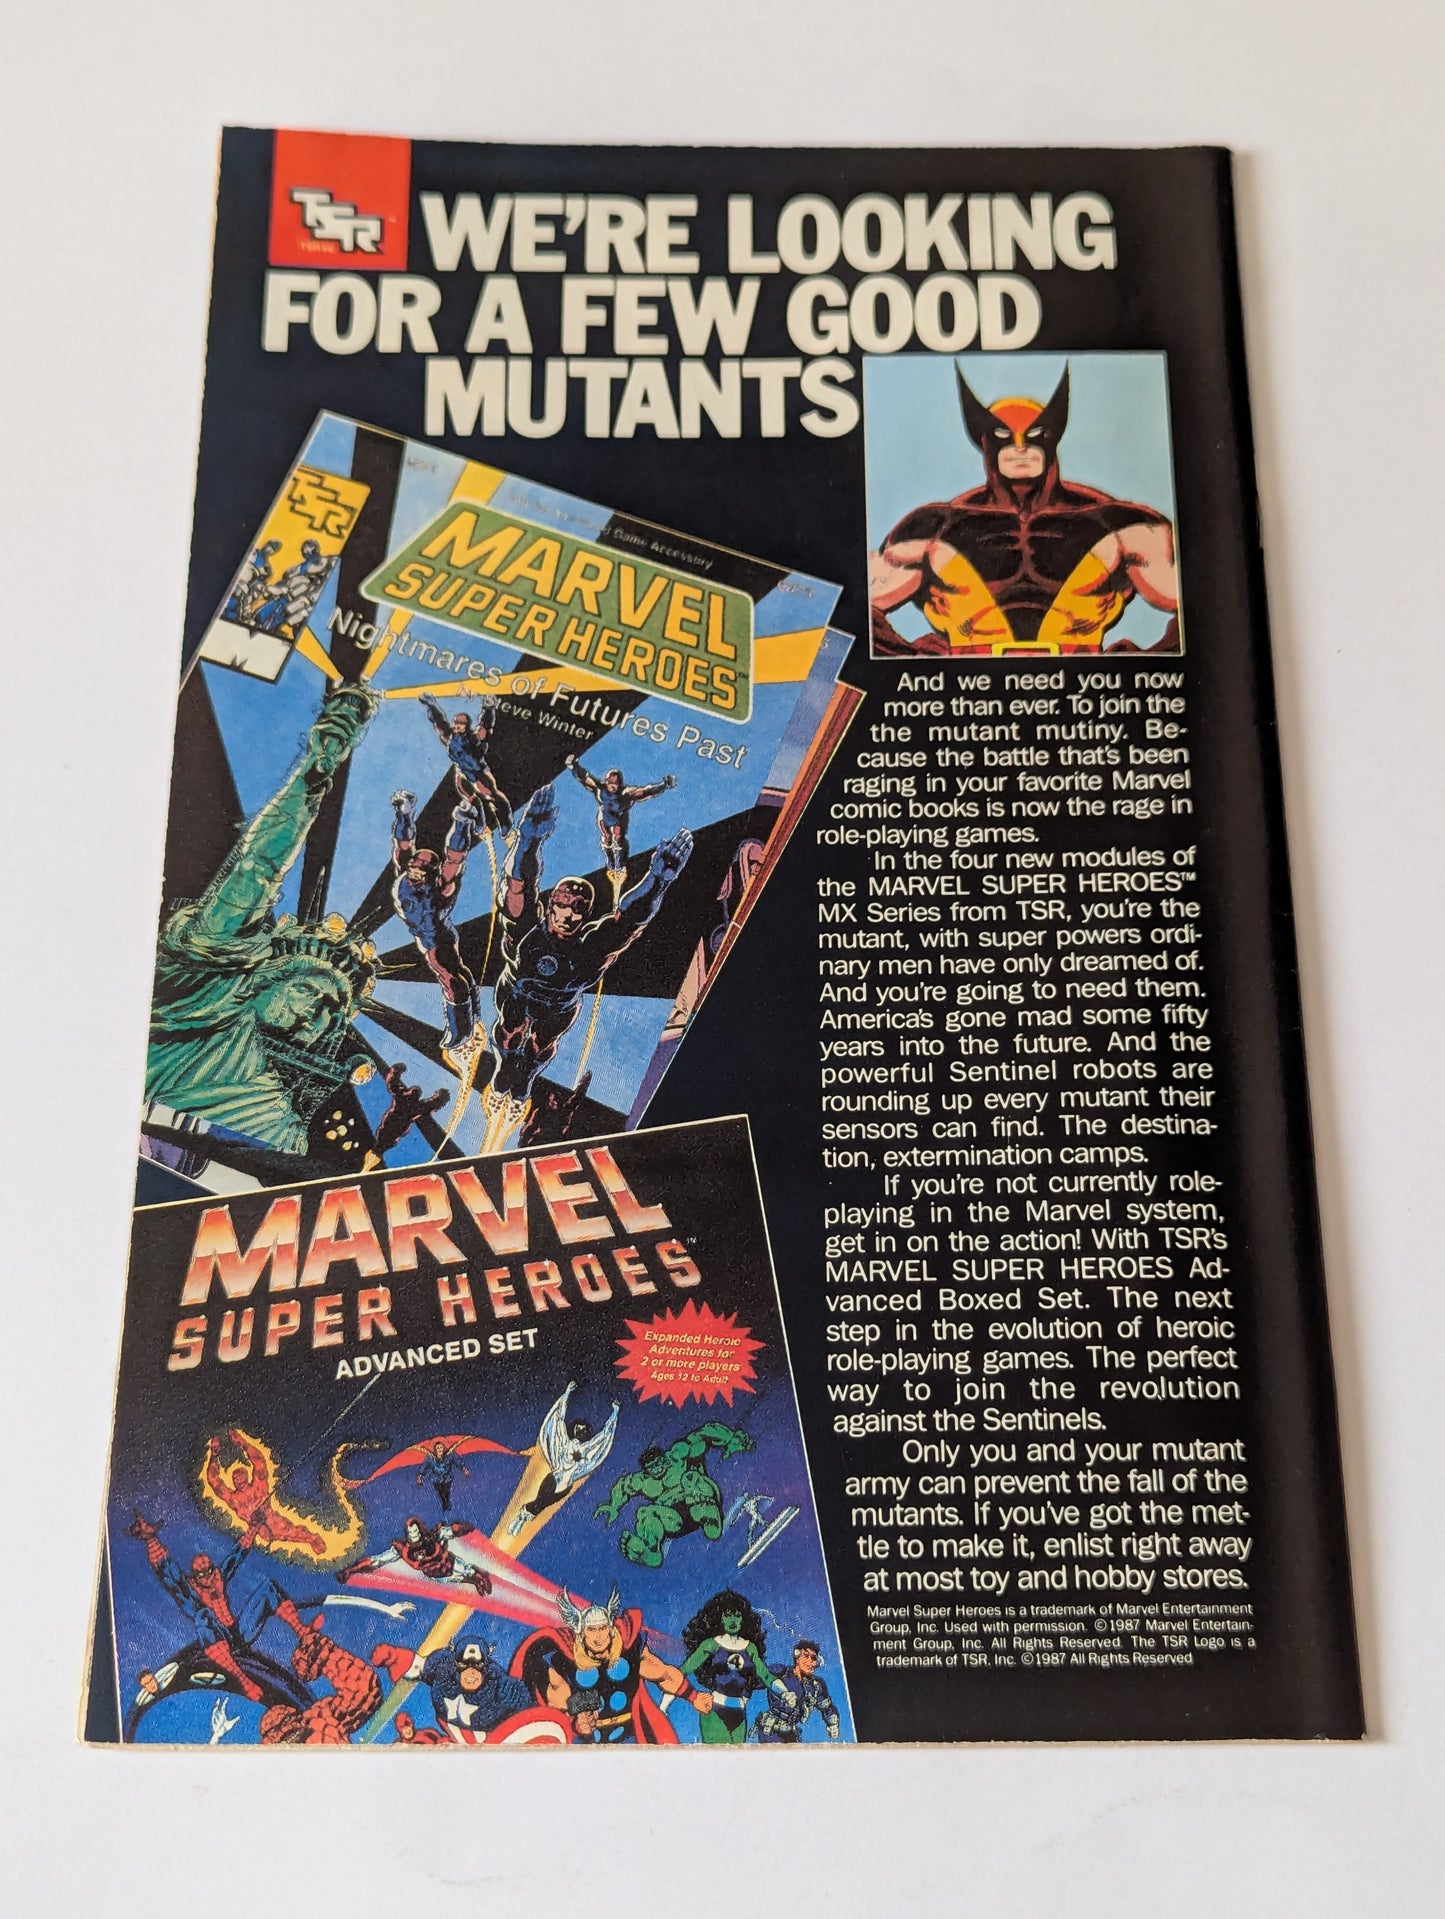 TSR
WE'RE LOOKING
FOR A FEW GOOD
MUTANTS
TSR
Game Accessory
MARVEL
SUPER HEROES™
Nightmares of Futures Past
by Steve Winter
M
And we need you now
more than ever. To join the
the mutant mutiny. Be-
cause the battle that's been
raging in your favorite Marvel
comic books is now the rage in
role-playing games.
In the four new modules of
the MARVEL SUPER HEROES™
MX Series from TSR, you're the
mutant, with super powers ordi-
nary men have only dreamed of.
And you're going to need them.
America's gone mad some fifty
years into the future. And the
powerful Sentinel robots are
rounding up every mutant their
sensors can find. The destina-
tion, extermination camps.
If you're not currently role-
playing in the Marvel system,
get in on the action! With TSR's
MARVEL SUPER HEROES Ad-
vanced Boxed Set. The next
step in the evolution of heroic
role-playing games. The perfect
way to join the revolution
against the Sentinels.
Only you and your mutant
army can prevent the fall of the
mutants. If you've got the met-
tle to make it, enlist right away
at most toy and hobby stores.
Marvel Super Heroes is a trademark of Marvel Entertainment
Group, Inc. Used with permission. ©1987 Marvel Entertain-
ment Group, Inc. All Rights Reserved. The TSR Logo is a
trademark of TSR, Inc. ©1987 All Rights Reserved
MARVEL
SUPER HEROES™
ADVANCED SET
Expanded Heroic
Adventures for
2 or more players
Ages 12 to Adult
4